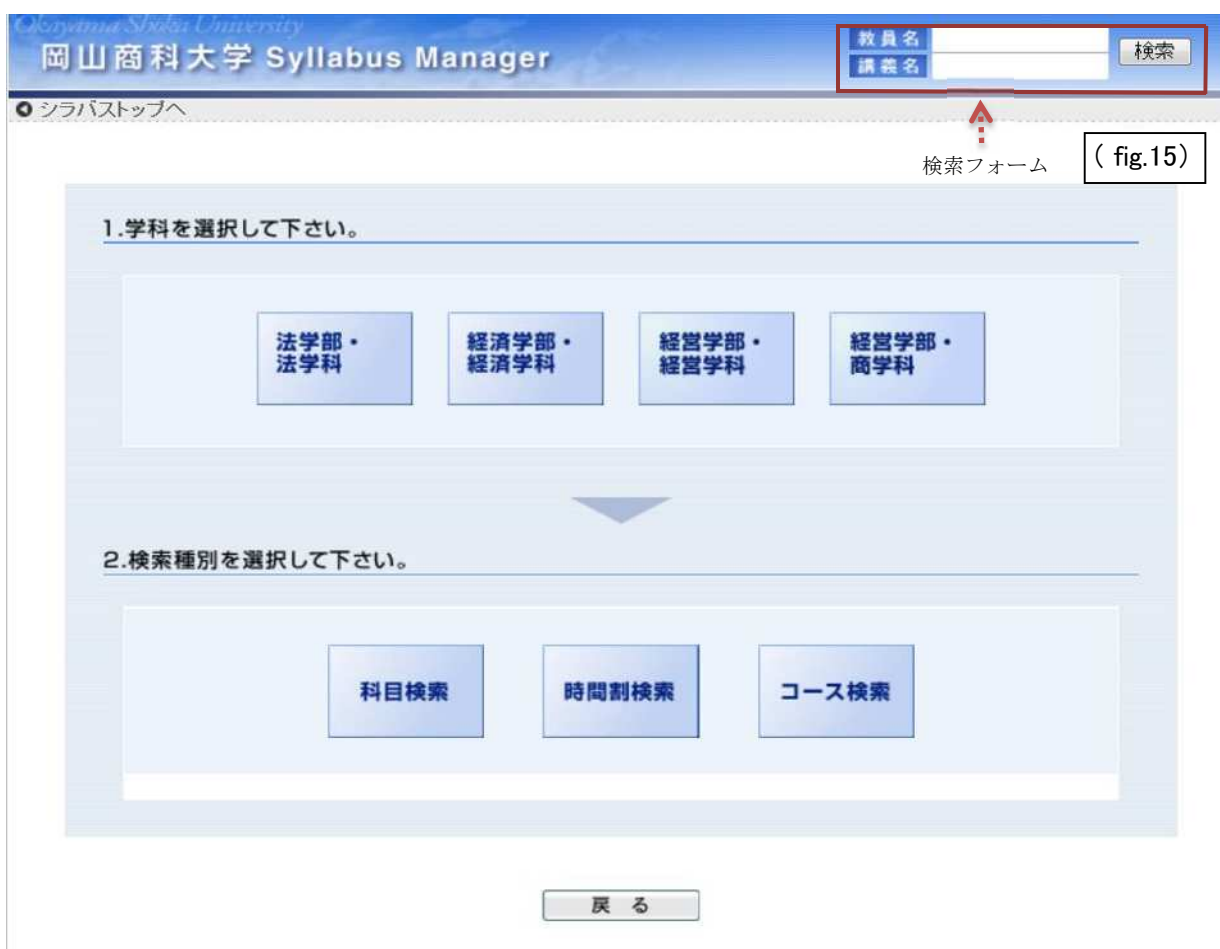 Okayama Shoka University
岡山商科大学 Syllabus Manager
教員名
講義名
検索
シラバストップへ
検索フォーム
( fig.15)
1.学科を選択して下さい。
法学部・
法学科
経済学部・
経済学科
経営学部・
経営学科
経営学部・
商学科
2.検索種別を選択して下さい。
科目検索
時間割検索
コース検索
戻 る